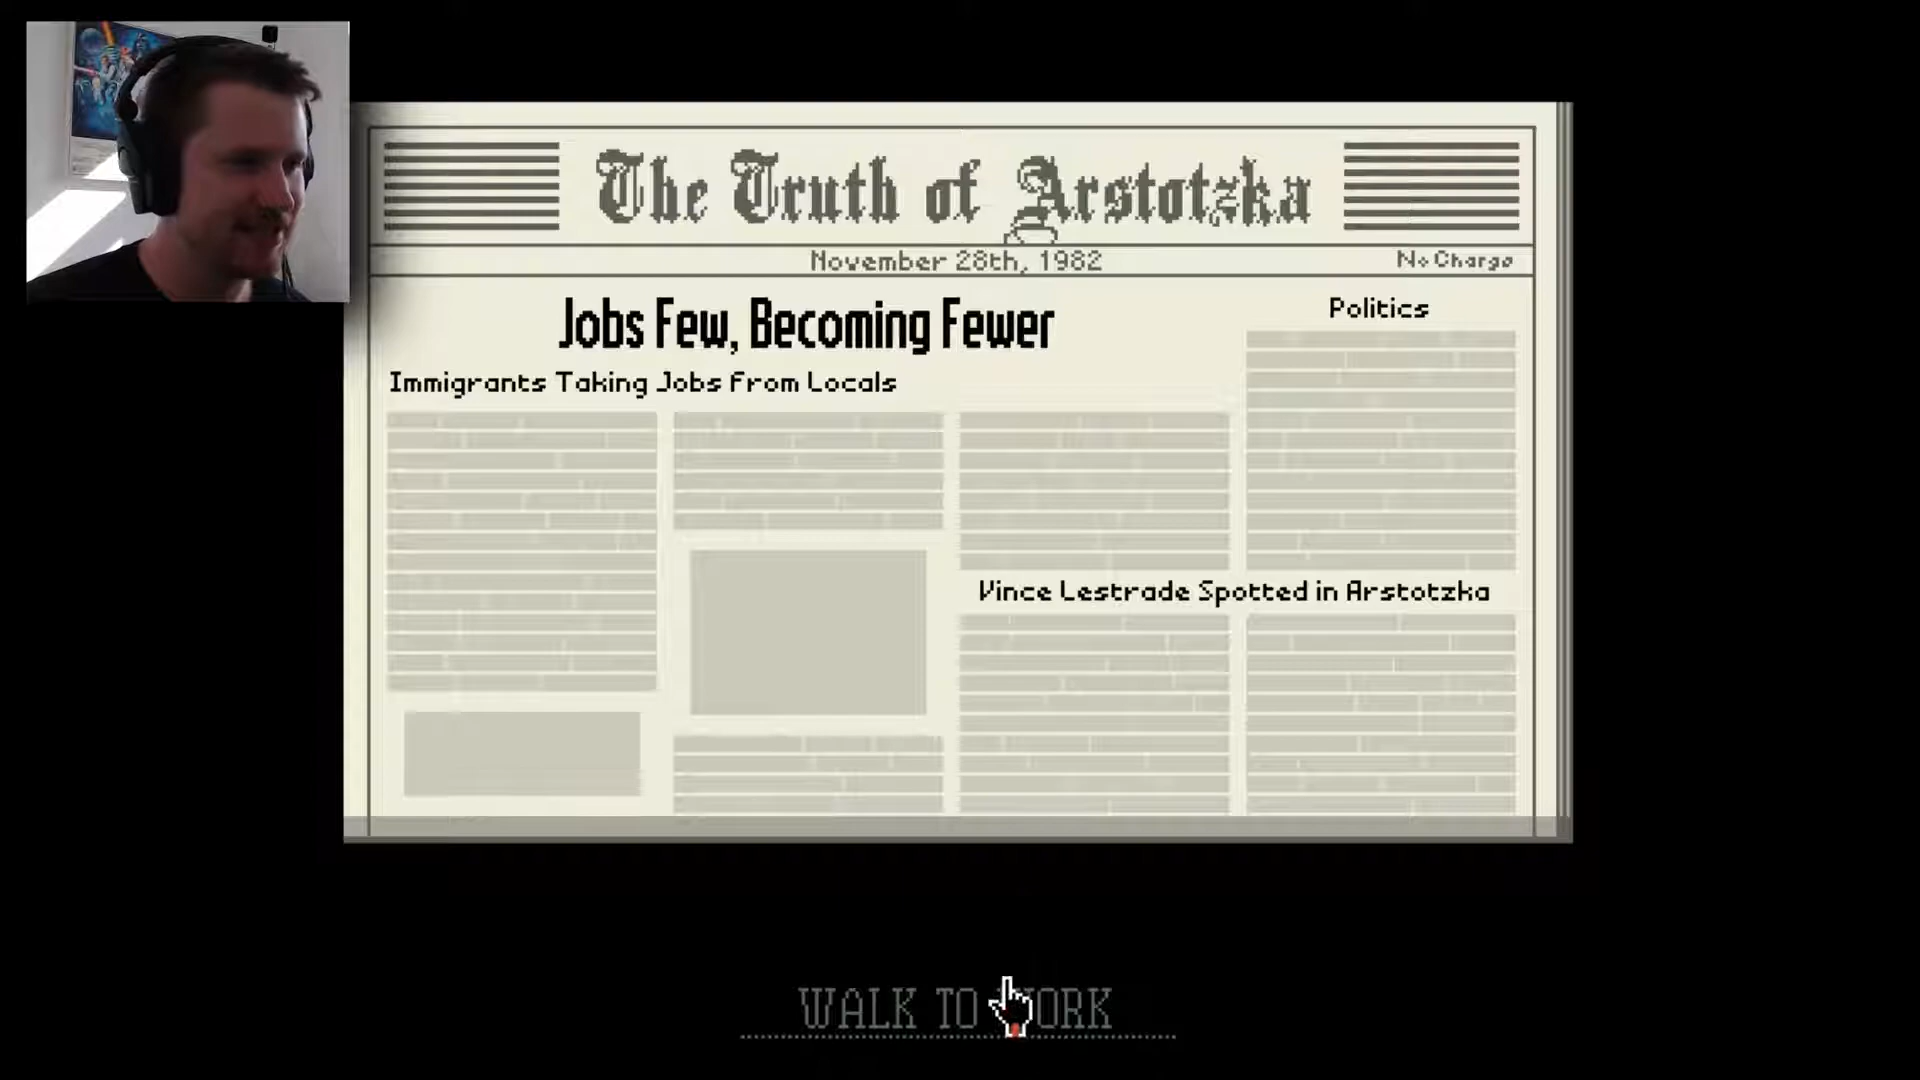 The Truth of Arstotzka
November 28th, 1982
No Charge
Jobs Few, Becoming Fewer
Immigrants Taking Jobs From Locals
Politics
Vince Lestrade Spotted in Arstotzka
WALK TO WORK